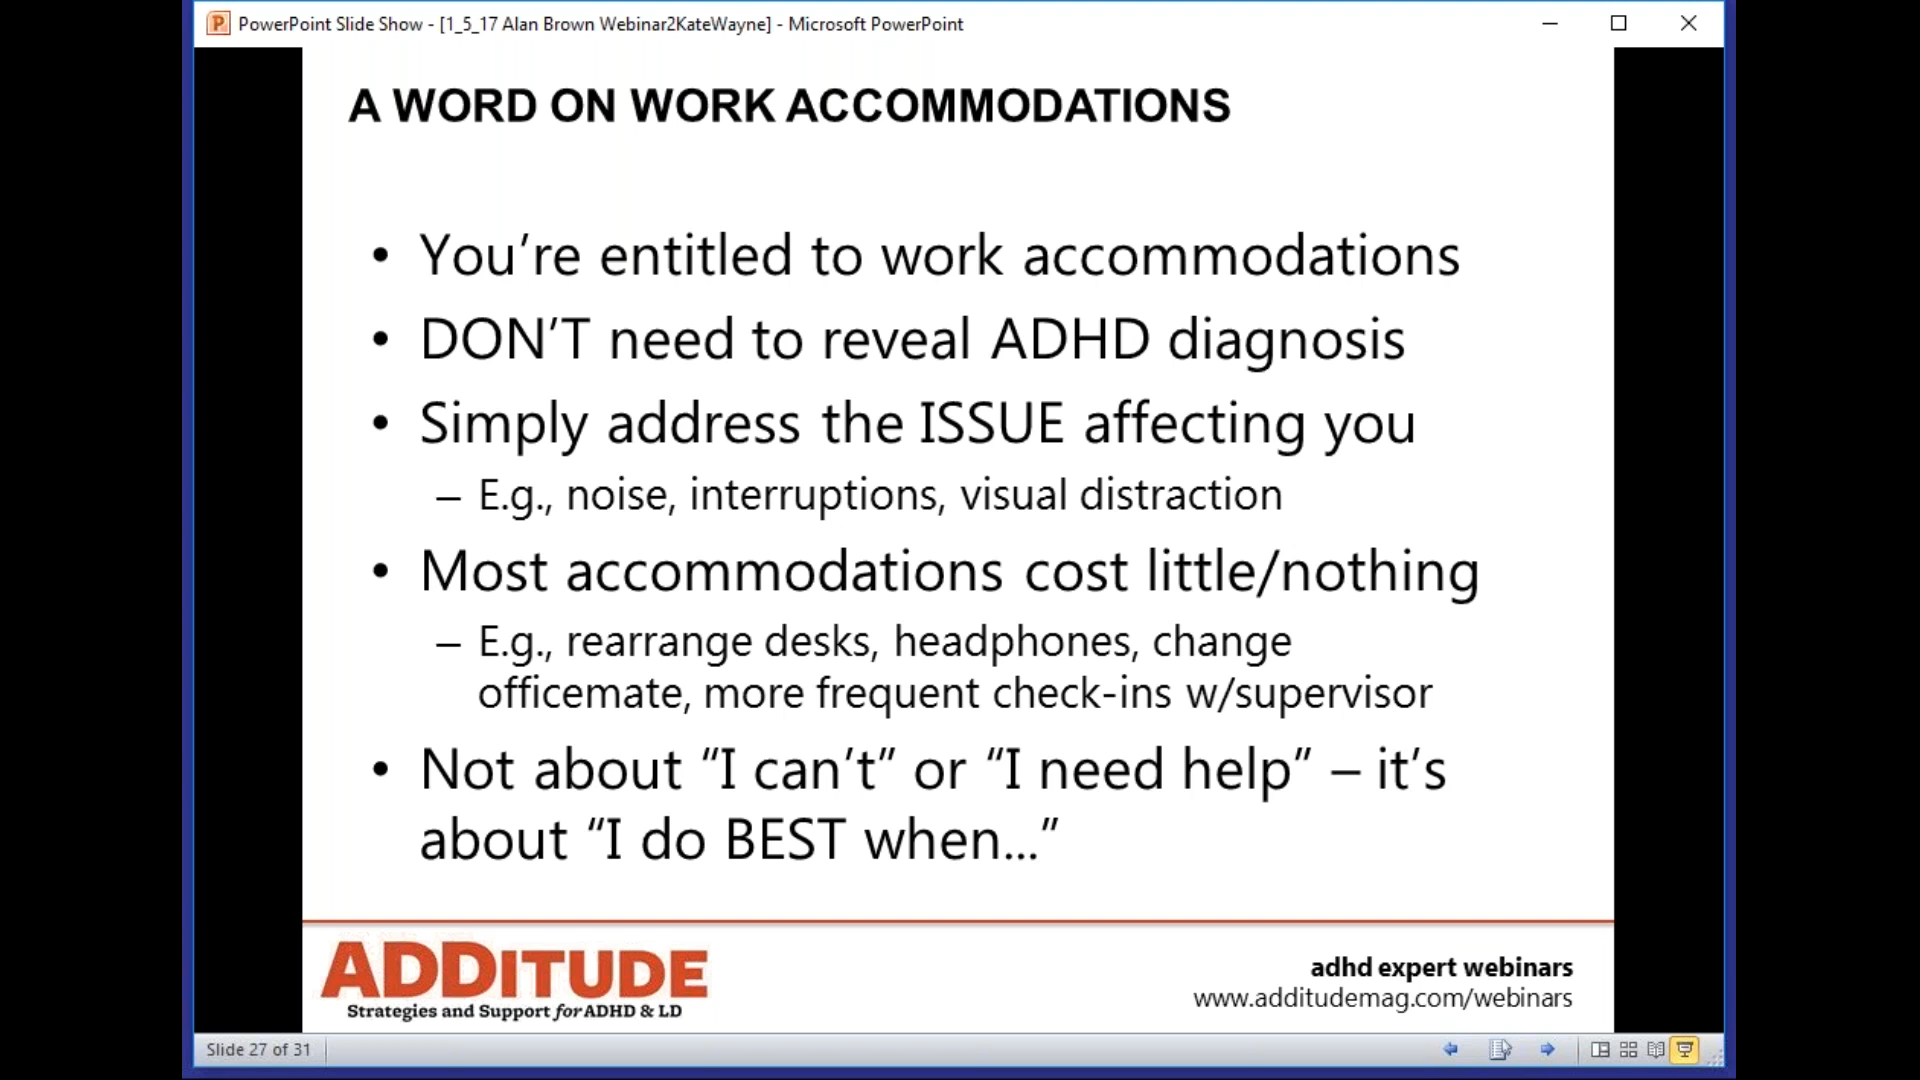 PowerPoint Slide Show - [1_5_17 Alan Brown Webinar2KateWayne] - Microsoft PowerPoint
A WORD ON WORK ACCOMMODATIONS
• You’re entitled to work accommodations
• DON’T need to reveal ADHD diagnosis
• Simply address the ISSUE affecting you
– E.g., noise, interruptions, visual distraction
• Most accommodations cost little/nothing
– E.g., rearrange desks, headphones, change
officemate, more frequent check-ins w/supervisor
• Not about “I can’t” or “I need help” – it’s
about “I do BEST when...”
ADDITUDE
Strategies and Support for ADHD & LD
adhd expert webinars
www.additudemag.com/webinars
Slide 27 of 31